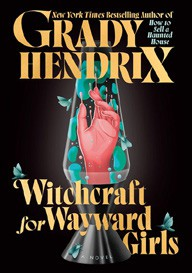 New York Times Bestselling Author of
How to
Sell a
Haunted
House
GRADY
HENDRIX
Witchcraft
for Wayward
Girls
A NOVEL